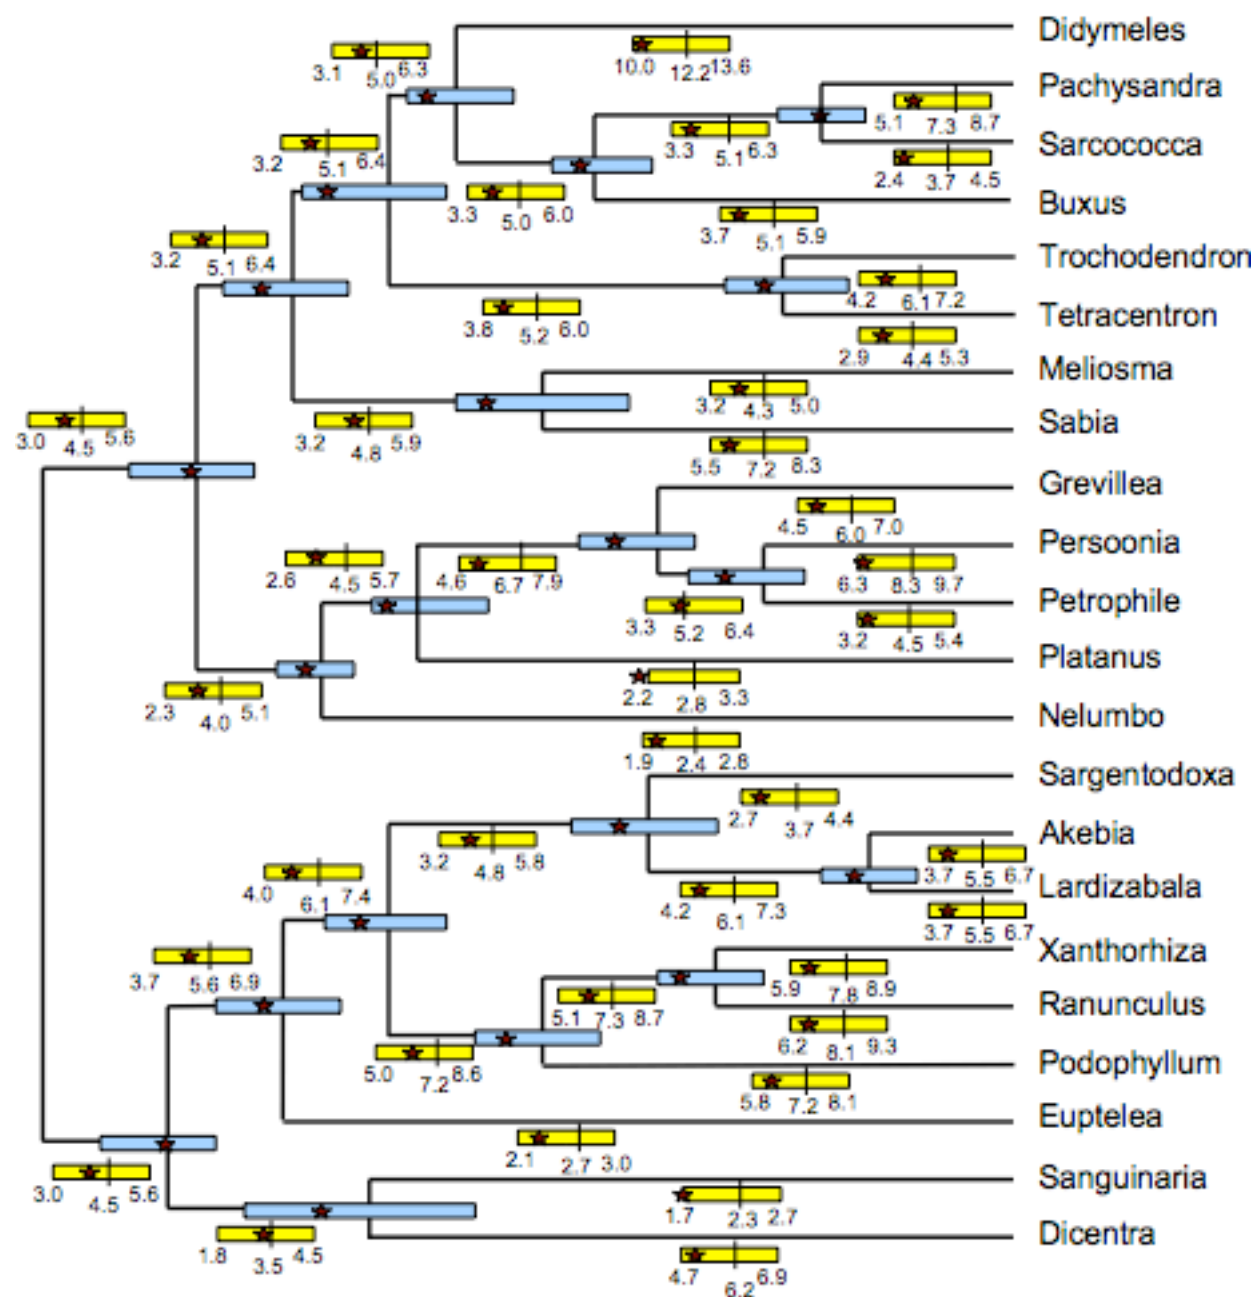 Didymeles
3.1 5.0 6.3
10.0 12.2 13.6
Pachysandra
5.1 7.3 8.7
3.2 5.1 6.4
3.3 5.1 6.3
Sarcococca
2.4 3.7 4.5
3.3 5.0 6.0
Buxus
3.7 5.1 5.9
3.2 5.1 6.4
Trochodendron
4.2 6.1 7.2
3.8 5.2 6.0
Tetracentron
2.9 4.4 5.3
Meliosma
3.2 4.3 5.0
3.0 4.5 5.6
3.2 4.8 5.9
Sabia
5.5 7.2 8.3
Grevillea
4.5 6.0 7.0
Persoonia
2.6 4.5 5.7
4.6 6.7 7.9
6.3 8.3 9.7
Petrophile
3.3 5.2 6.4
3.2 4.5 5.4
Platanus
2.2 2.8 3.3
2.3 4.0 5.1
Nelumbo
1.9 2.4 2.8
Sargentodoxa
2.7 3.7 4.4
Akebia
3.2 4.8 5.8
3.7 5.5 6.7
4.0 6.1 7.4
Lardizabala
4.2 6.1 7.3
3.7 5.5 6.7
Xanthorhiza
3.7 5.6 6.9
5.9 7.8 8.9
Ranunculus
5.1 7.3 8.7
6.2 8.1 9.3
Podophyllum
5.0 7.2 8.6
5.8 7.2 8.1
Euptelea
2.1 2.7 3.0
Sanguinaria
3.0 4.5 5.6
1.7 2.3 2.7
Dicentra
1.8 3.5 4.5
4.7 6.2 6.9